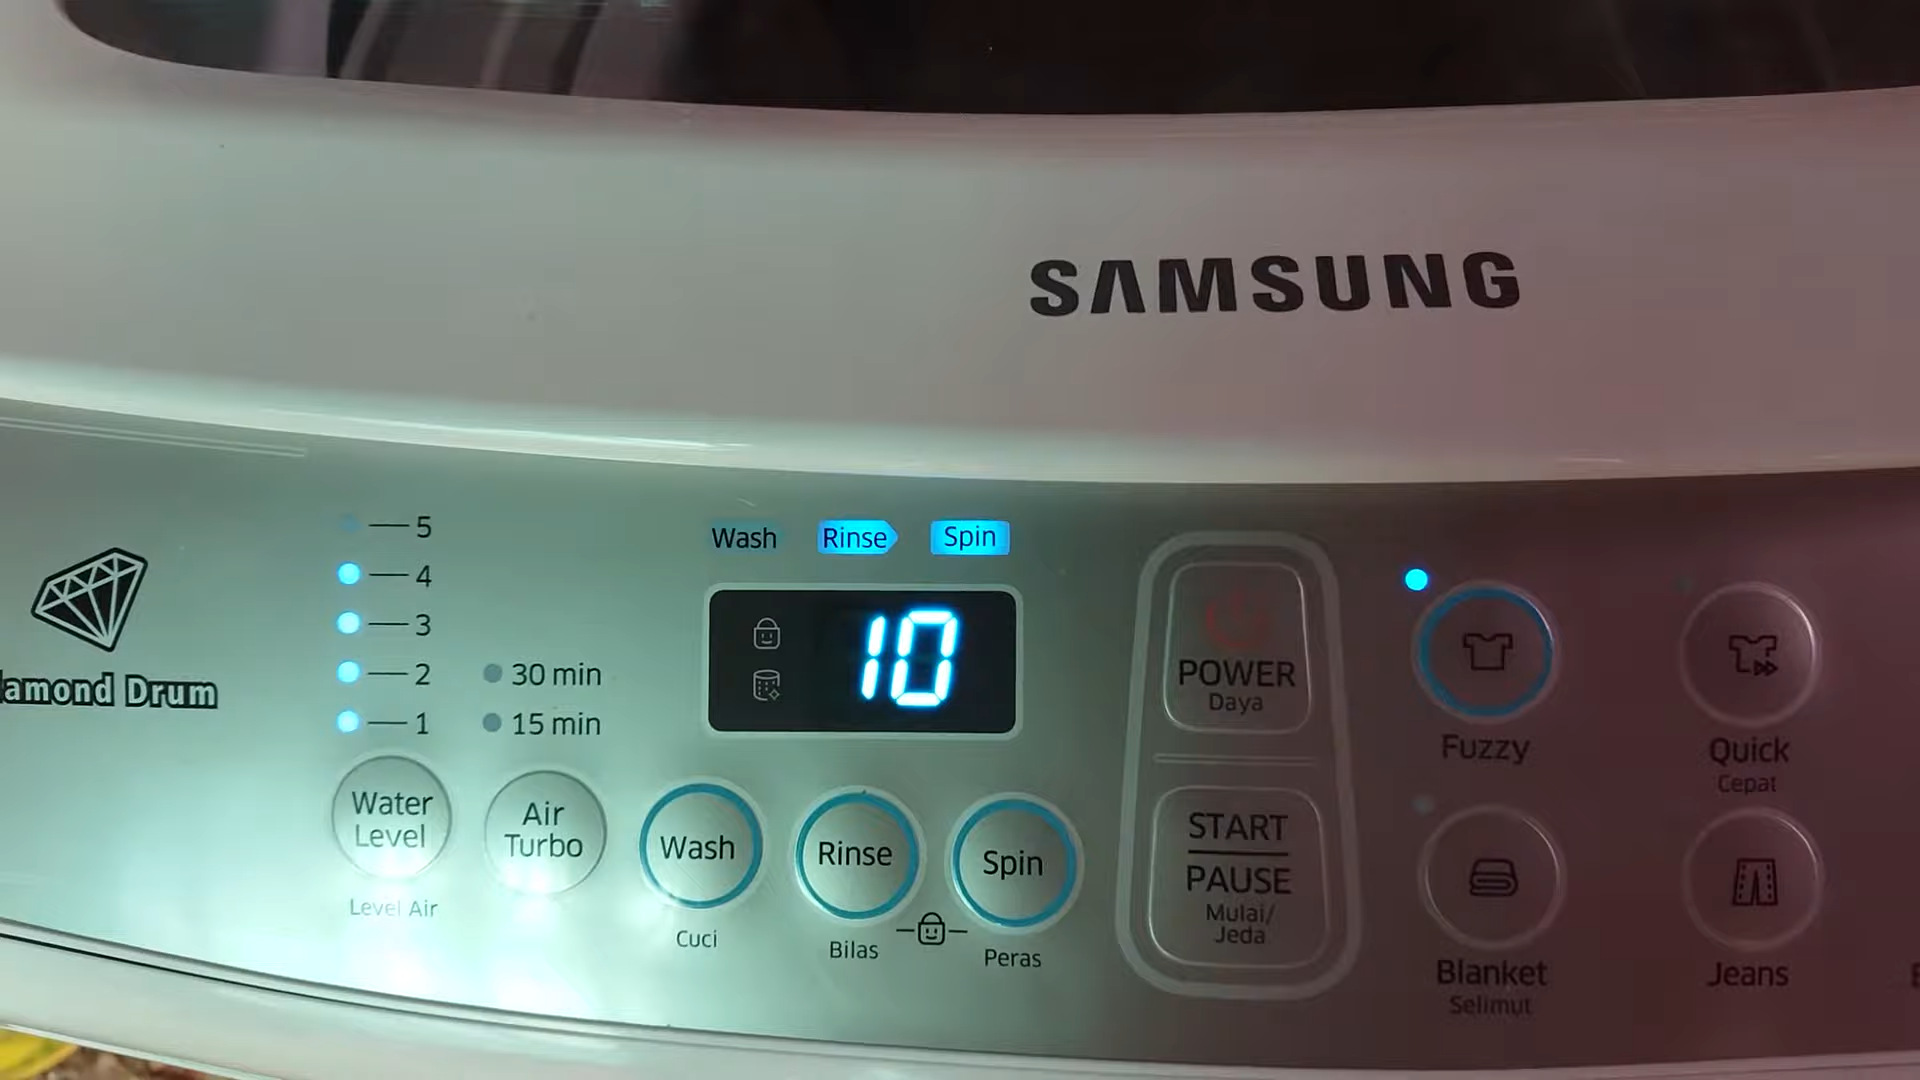 SAMSUNG
5
4
3
2
1
30 min
15 min
Wash
Rinse
Spin
10
Drum
Water
Level
Level Air
Air
Turbo
Wash
Cuci
Rinse
Bilas
Spin
Peras
POWER
Daya
START
PAUSE
Mulai/
Jeda
Fuzzy
Quick
Cepat
Blanket
Selimut
Jeans